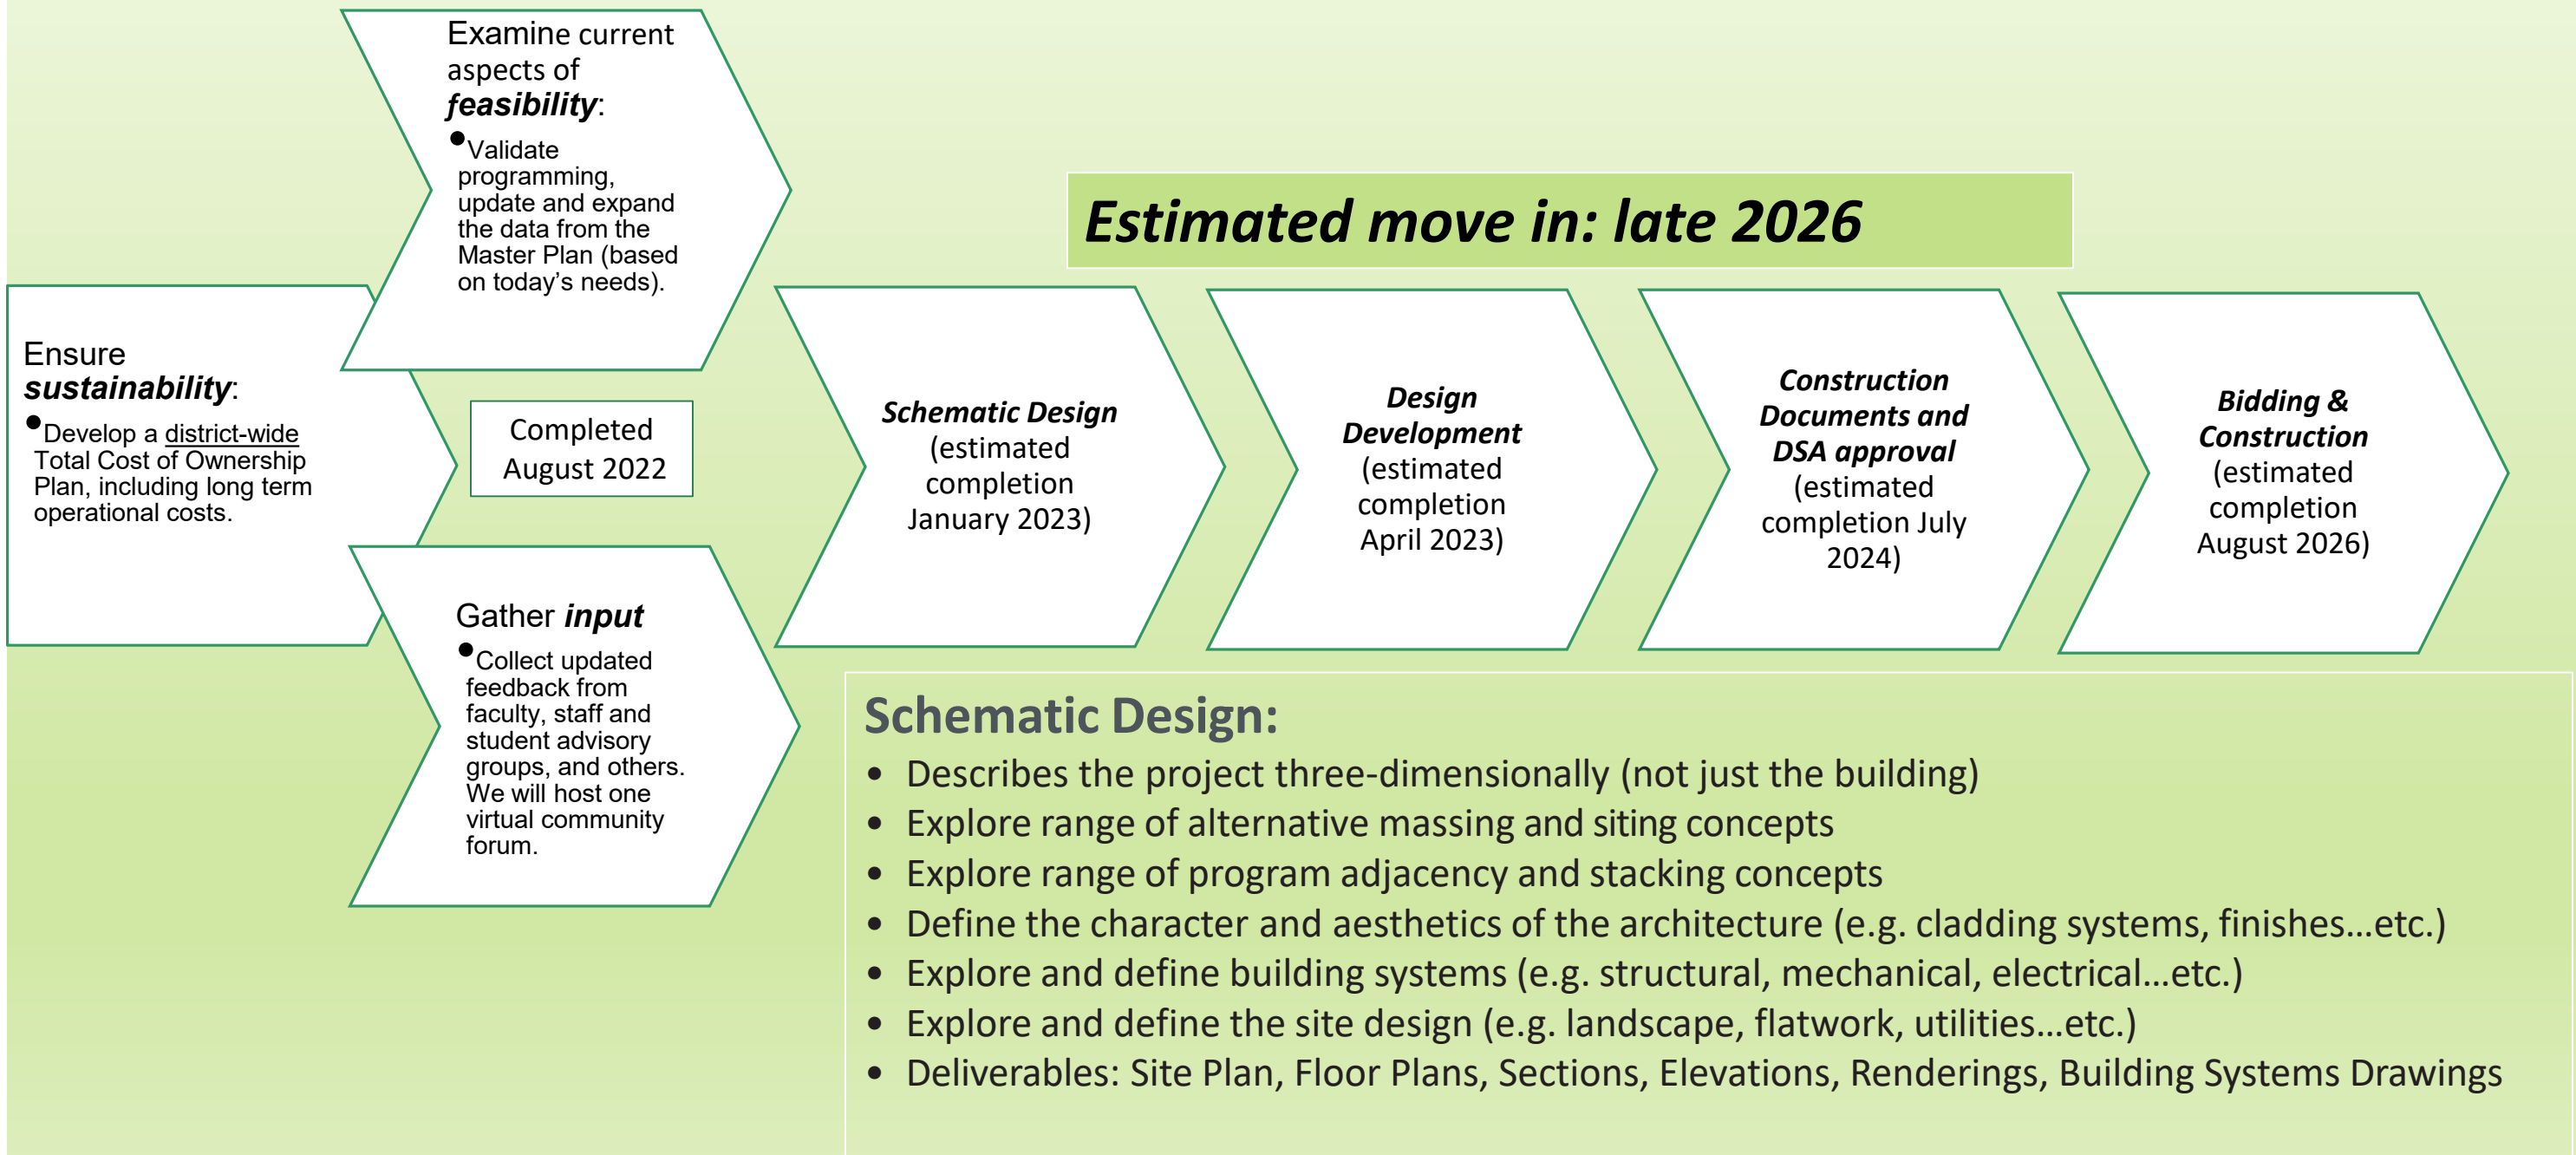 Ensure
sustainability:
•Develop a district-wide
Total Cost of Ownership
Plan, including long term
operational costs.
Examine current
aspects of
feasibility:
•Validate
programming,
update and expand
the data from the
Master Plan (based
on today’s needs).
Completed
August 2022
Gather input
•Collect updated
feedback from
faculty, staff and
student advisory
groups, and others.
We will host one
virtual community
forum.
Estimated move in: late 2026
Schematic Design
(estimated
completion
January 2023)
Design
Development
(estimated
completion
April 2023)
Construction
Documents and
DSA approval
(estimated
completion July
2024)
Bidding &
Construction
(estimated
completion
August 2026)
Schematic Design:
• Describes the project three-dimensionally (not just the building)
• Explore range of alternative massing and siting concepts
• Explore range of program adjacency and stacking concepts
• Define the character and aesthetics of the architecture (e.g. cladding systems, finishes…etc.)
• Explore and define building systems (e.g. structural, mechanical, electrical…etc.)
• Explore and define the site design (e.g. landscape, flatwork, utilities…etc.)
• Deliverables: Site Plan, Floor Plans, Sections, Elevations, Renderings, Building Systems Drawings